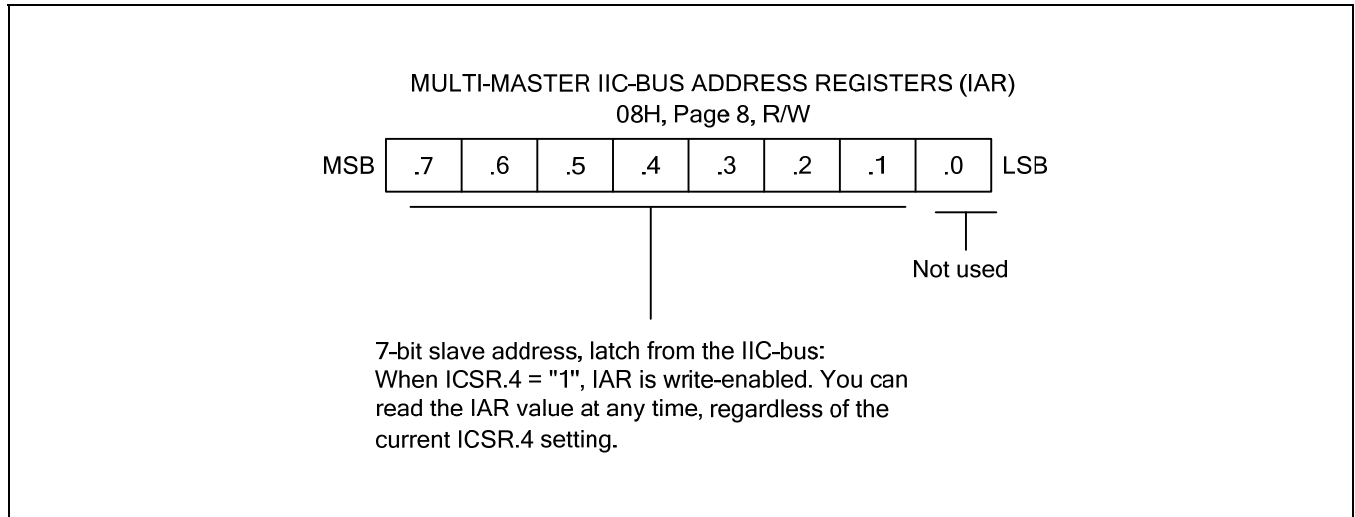 MULTI-MASTER IIC-BUS ADDRESS REGISTERS (IAR)
08H, Page 8, R/W
MSB .7 .6 .5 .4 .3 .2 .1 .0 LSB
Not used
7-bit slave address, latch from the IIC-bus:
When ICSR.4 = "1", IAR is write-enabled. You can
read the IAR value at any time, regardless of the
current ICSR.4 setting.